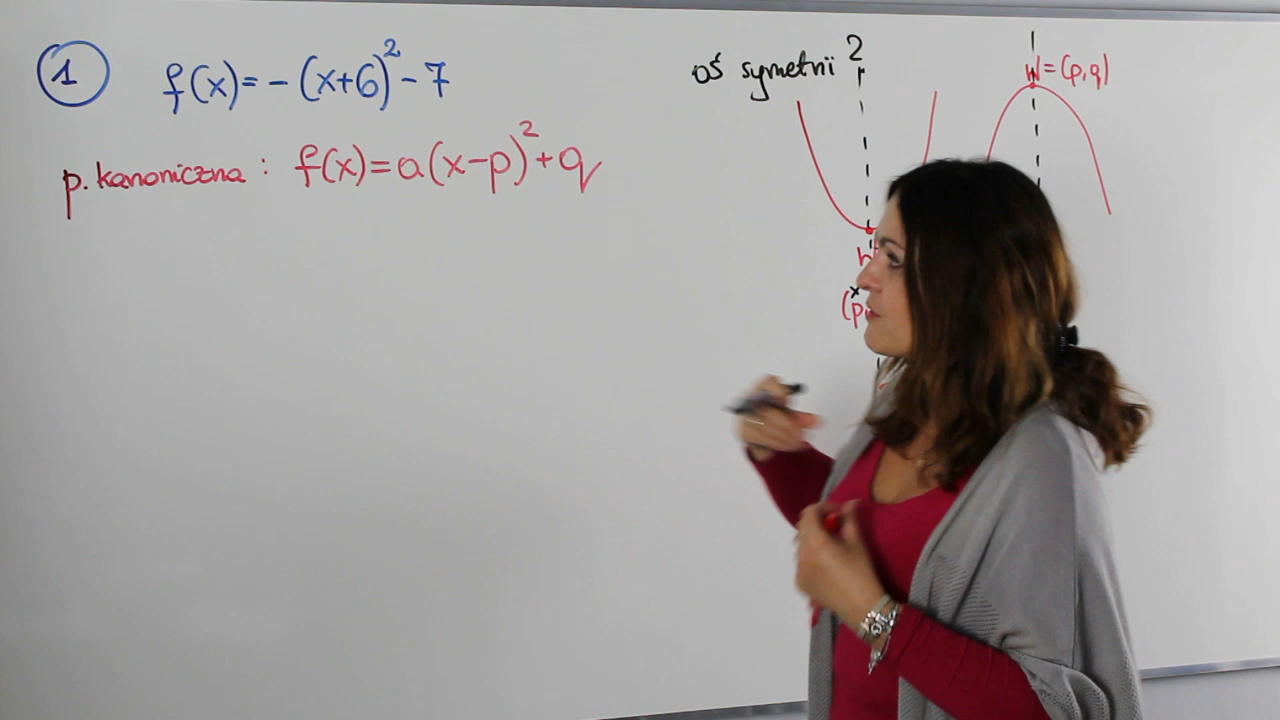 1 f(x)=-(x+6)²-7
p. kanoniczna : f(x)=a(x-p)²+q
oś symetrii ?
W=(p,q)
W
x
(p